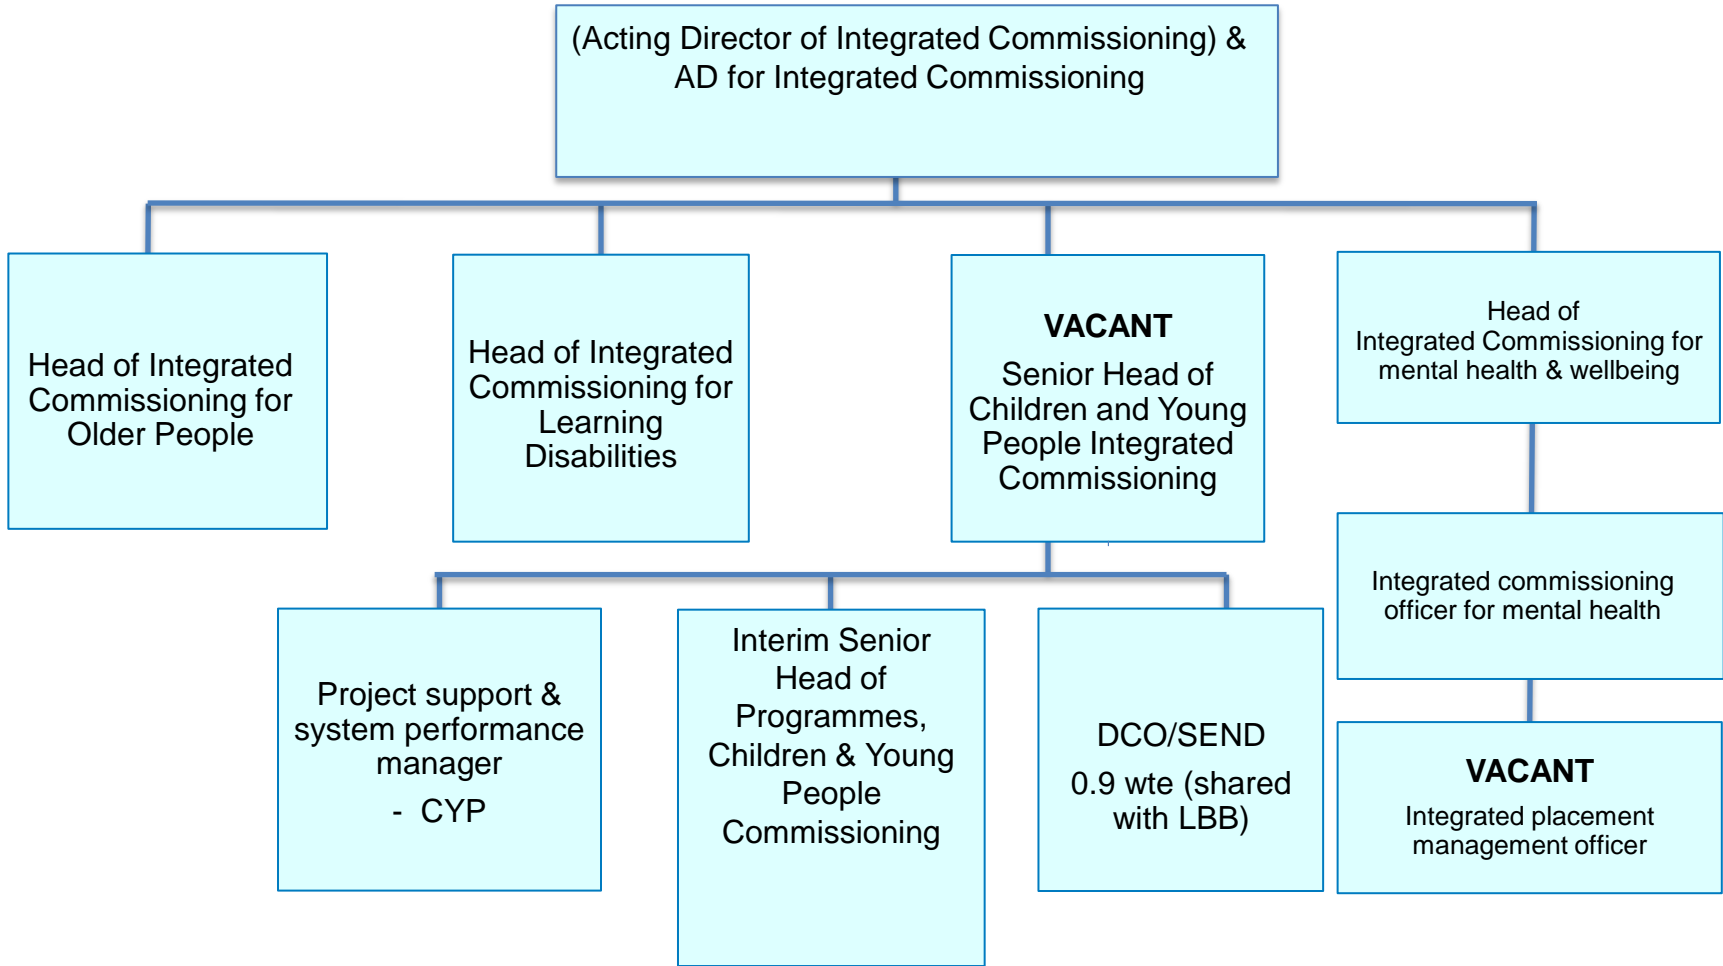 (Acting Director of Integrated Commissioning) &
AD for Integrated Commissioning
Head of Integrated
Commissioning for
Older People
Head of Integrated
Commissioning for
Learning
Disabilities
VACANT
Senior Head of
Children and Young
People Integrated
Commissioning
Head of
Integrated Commissioning for
mental health & wellbeing
Project support &
system performance
manager
- CYP
Interim Senior
Head of
Programmes,
Children & Young
People
Commissioning
DCO/SEND
0.9 wte (shared
with LBB)
Integrated commissioning
officer for mental health
VACANT
Integrated placement
management officer